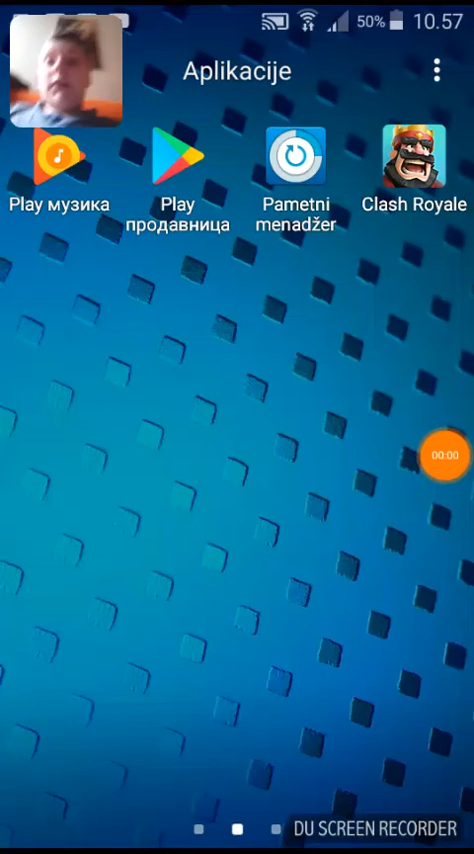 50% 10.57
Aplikacije
Play музика
Play
продавница
Pametni
menadžer
Clash Royale
00:00
DU SCREEN RECORDER